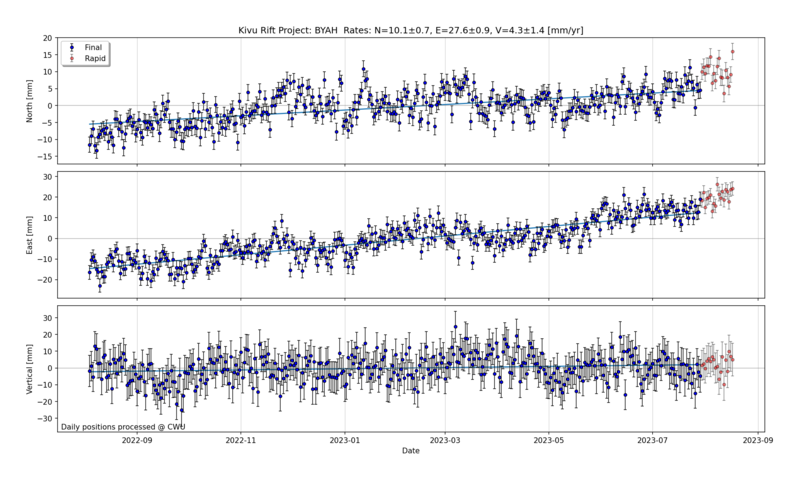 Kivu Rift Project: BYAH  Rates: N=10.1±0.7, E=27.6±0.9, V=4.3±1.4 [mm/yr]
Final
Rapid
North [mm]
20
15
10
5
0
−5
−10
−15
East [mm]
30
20
10
0
−10
−20
Vertical [mm]
30
20
10
0
−10
−20
−30
Daily positions processed @ CWU
2022-09 2022-11 2023-01 2023-03 2023-05 2023-07 2023-09
Date